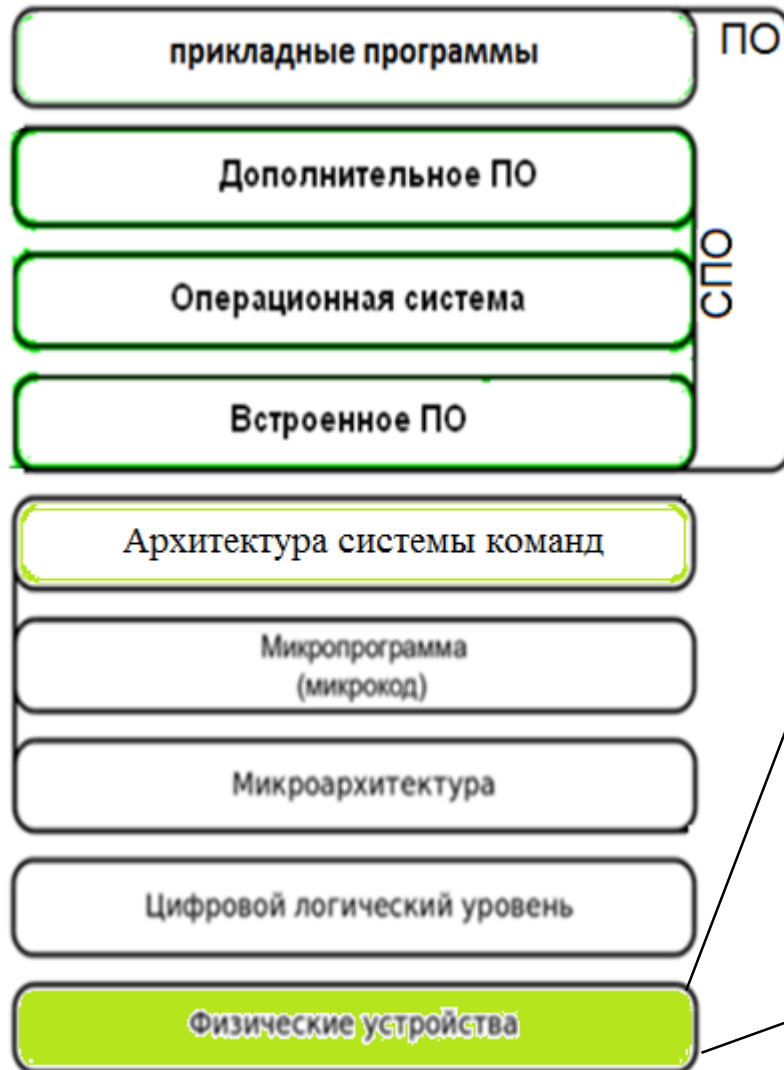 прикладные программы
ПО
Дополнительное ПО
СПО
Операционная система
Встроенное ПО
Архитектура системы команд
Микропрограмма
(микрокод)
Микроархитектура
Цифровой логический уровень
Физические устройства